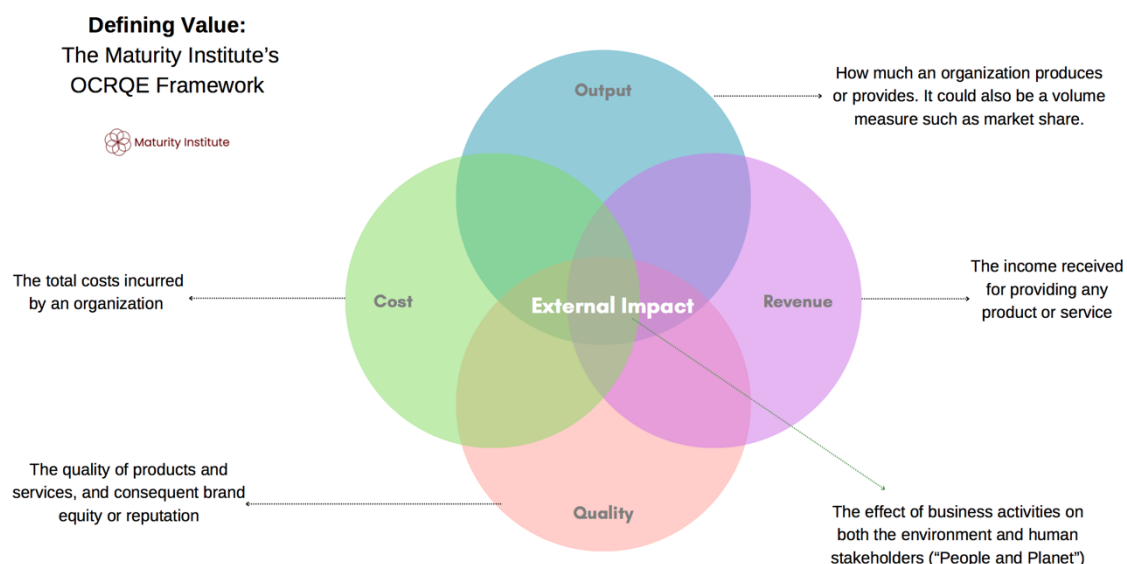 Defining Value:
The Maturity Institute's
OCRQE Framework
Maturity Institute
Output
How much an organization produces
or provides. It could also be a volume
measure such as market share.
The total costs incurred
by an organization
Cost
External Impact
Revenue
The income received
for providing any
product or service
The quality of products and
services, and consequent brand
equity or reputation
Quality
The effect of business activities on
both the environment and human
stakeholders (“People and Planet”)